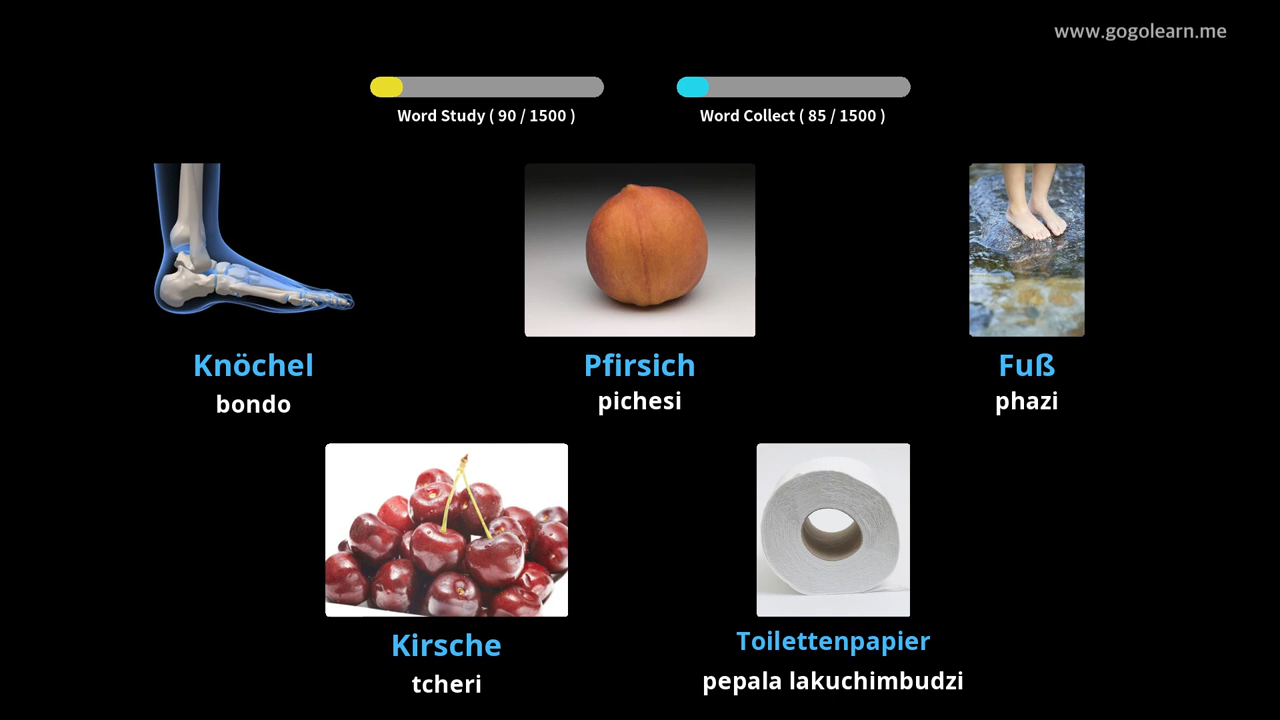 www.gogolearn.me
Word Study ( 90 / 1500 )
Word Collect ( 85 / 1500 )
Knöchel
bondo
Pfirsich
pichesi
Fuß
phazi
Kirsche
tcheri
Toilettenpapier
pepala lakuchimbudzi